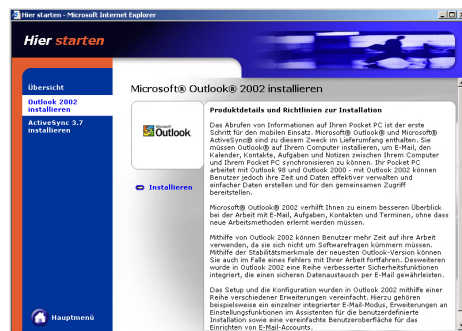 Hier starten - Microsoft Internet Explorer
Hier starten
Übersicht
Outlook 2002
installieren
ActiveSync 3.7
installieren
Hauptmenü
Microsoft® Outlook® 2002 installieren
Outlook
Installieren
Produktdetails und Richtlinien zur Installation
Das Abrufen von Informationen auf Ihren Pocket PC ist der erste
Schritt für den mobilen Einsatz. Microsoft® Outlook® und Microsoft®
ActiveSync® sind zu diesem Zweck im Lieferumfang enthalten. Sie
müssen Outlook® auf Ihrem Computer installieren, um E-Mail, den
Kalender, Kontakte, Aufgaben und Notizen zwischen Ihrem Computer
und Ihrem Pocket PC synchronisieren zu können. Ihr Pocket PC
arbeitet mit Outlook 98 und Outlook 2000 - mit Outlook 2002 können
Benutzer jedoch ihre Zeit und Daten effektiver verwalten und
einfacher Daten erstellen und für den gemeinsamen Zugriff
bereitstellen.
Microsoft® Outlook® 2002 verhilft Ihnen zu einem besseren Überblick
bei der Arbeit mit E-Mail, Aufgaben, Kontakten und Terminen, ohne dass
neue Arbeitsmethoden erlernt werden müssen.
Mithilfe von Outlook 2002 können Benutzer mehr Zeit auf ihre Arbeit
verwenden, da sie sich nicht um Softwarefragen kümmern müssen.
Mithilfe der Stabilitätsmerkmale der neuesten Outlook-Version können
Sie auch im Falle eines Fehlers mit Ihrer Arbeit fortfahren. Desweiteren
wurde in Outlook 2002 eine Reihe verbesserter Sicherheitsfunktionen
integriert, die einen sicheren Datenaustausch per E-Mail gewährleisten.
Das Setup und die Konfiguration wurden in Outlook 2002 mithilfe einer
Reihe verschiedener Erweiterungen vereinfacht. Hierzu gehören
beispielsweise ein einzelner integrierter E-Mail-Modus, Erweiterungen an
Einstellungsfunktionen im Assistenten für die benutzerdefinierte
Installation sowie eine vereinfachte Benutzeroberfläche für das
Einrichten von E-Mail-Accounts.